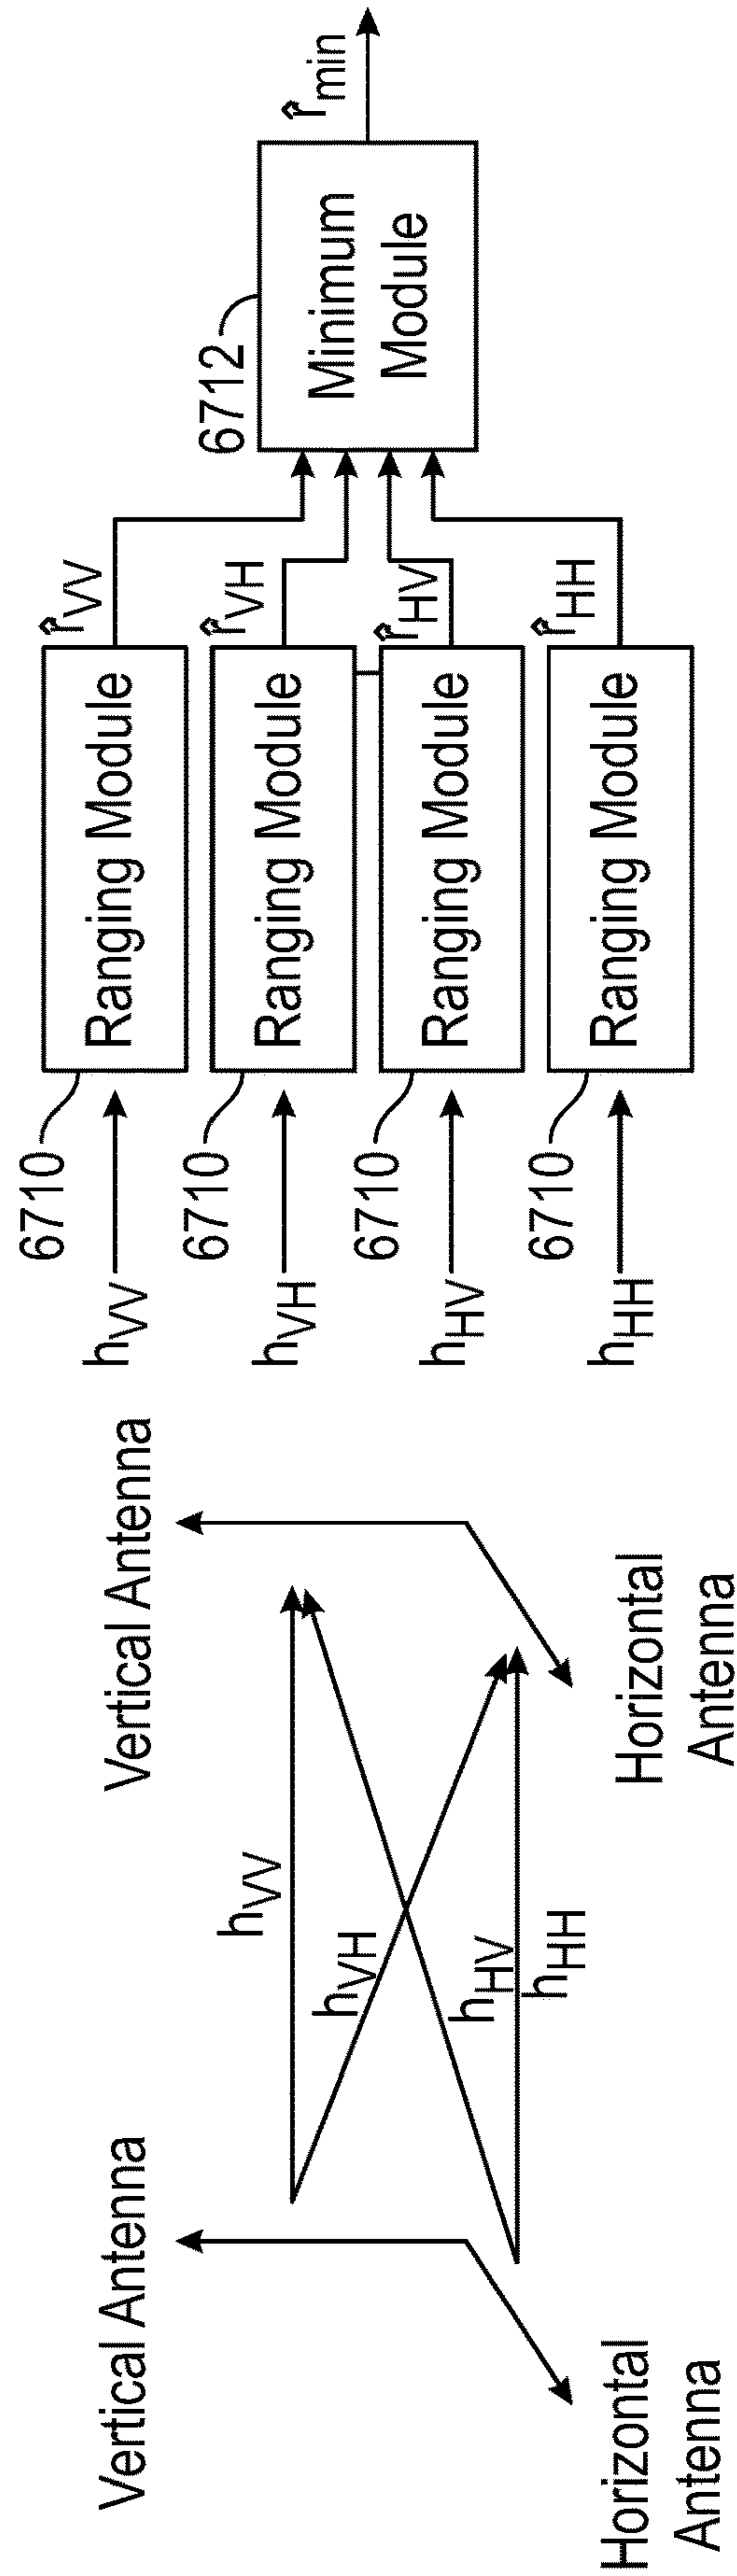 Vertical Antenna
Vertical Antenna
h_VV
h_VH
h_HV
h_HH
Horizontal
Antenna
Horizontal
Antenna
h_VV
6710
Ranging Module
r̂_VV
h_VH
6710
Ranging Module
r̂_VH
h_HV
6710
Ranging Module
r̂_HV
h_HH
6710
Ranging Module
r̂_HH
6712
Minimum
Module
r̂_min